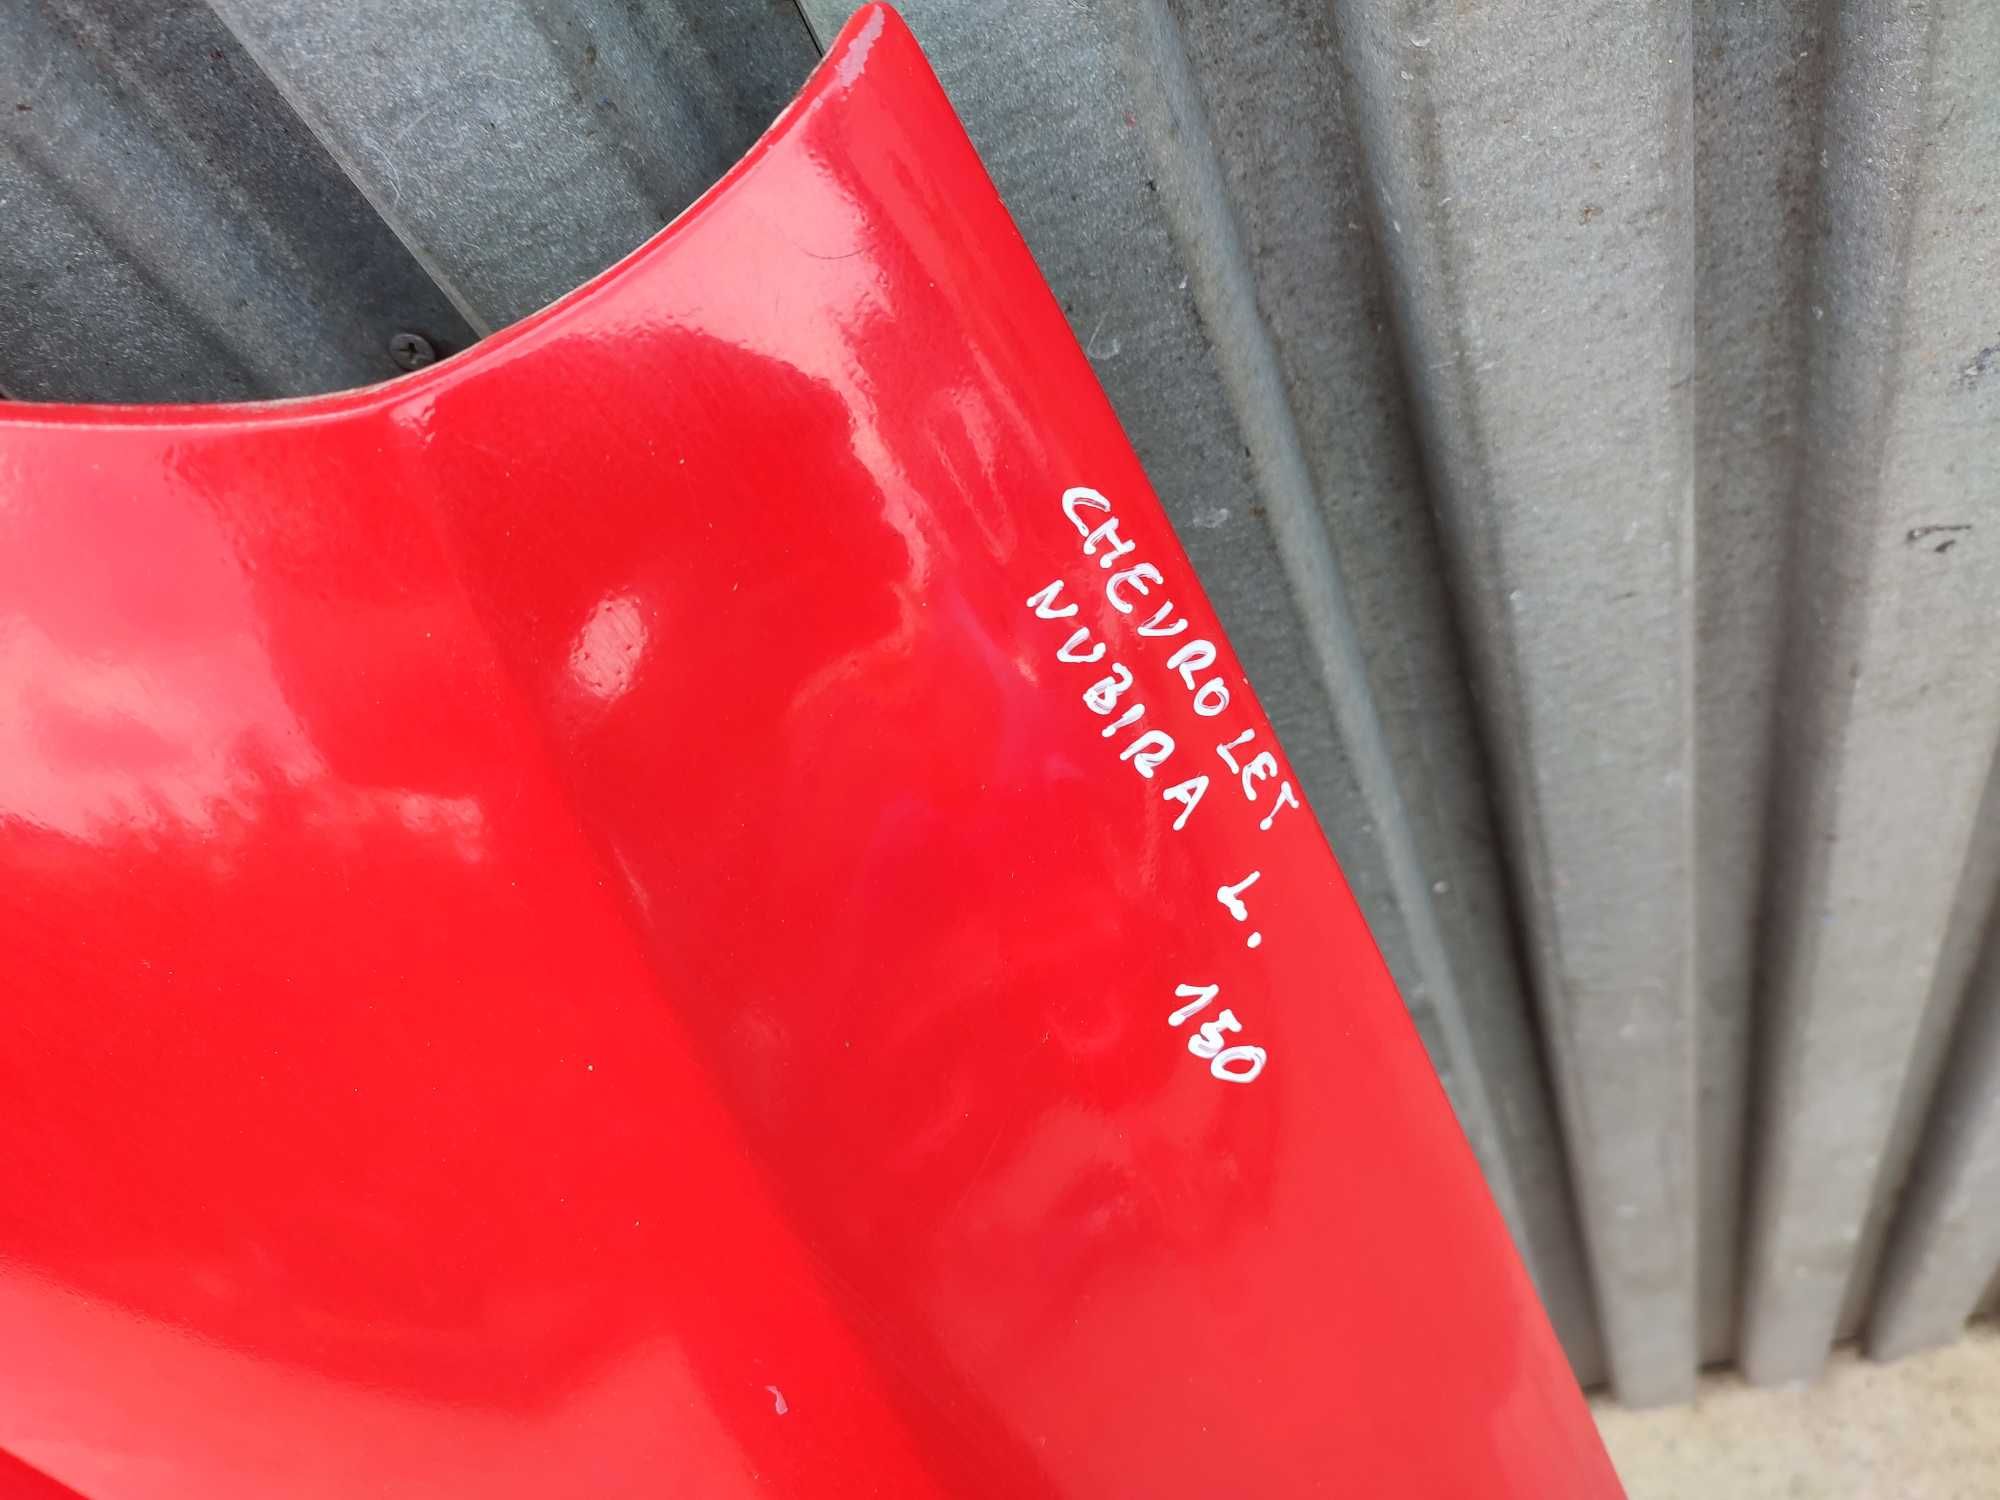 CHEVROLET
NUBIRA L.
150